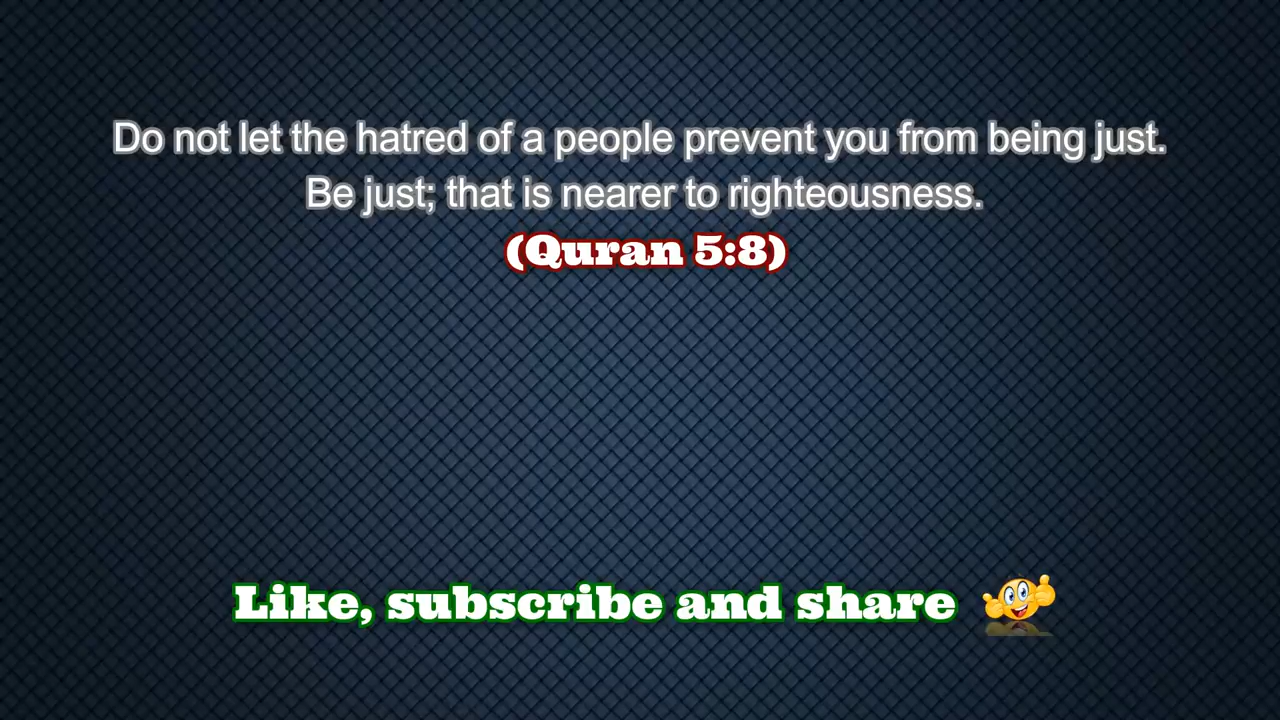 Do not let the hatred of a people prevent you from being just.
Be just; that is nearer to righteousness.
(Quran 5:8)
Like, subscribe and share